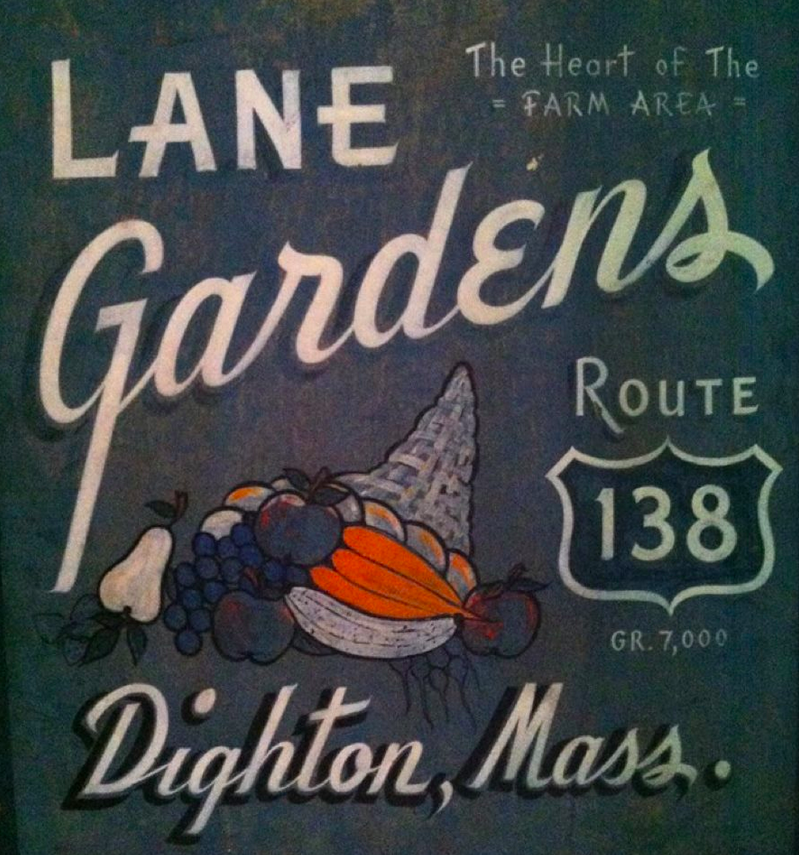 LANE
The Heart of The
= FARM AREA =
Gardens
ROUTE
138
GR. 7,000
Dighton, Mass.